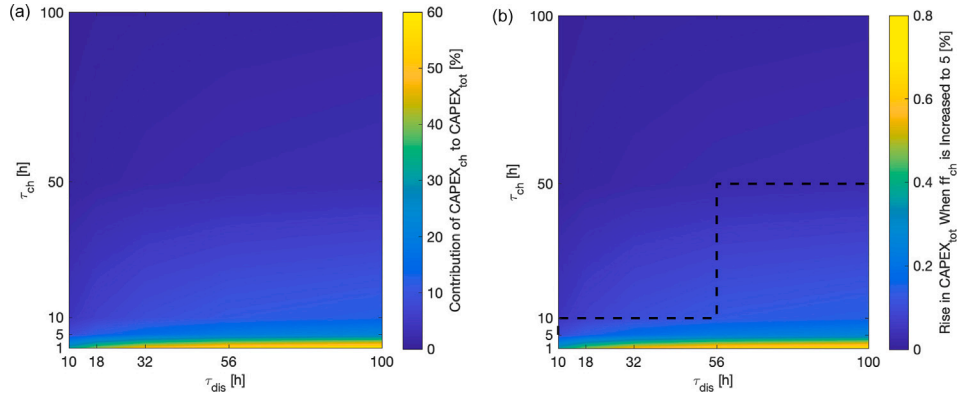 (a)
100
50
10
5
1
τch [h]
10 18 32 56 100
τdis [h]
60
50
40
30
20
10
0
Contribution of CAPEXch to CAPEXtot [%]
(b)
100
50
10
5
1
τch [h]
10 18 32 56 100
τdis [h]
0.8
0.6
0.4
0.2
0
Rise in CAPEXtot When ffch is Increased to 5 [%]